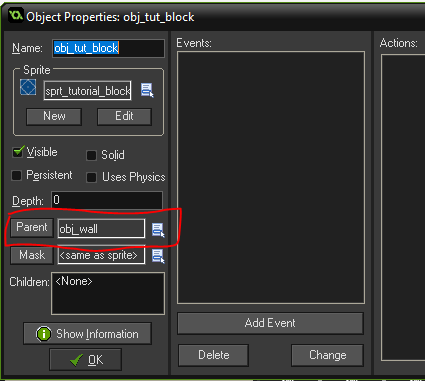 Object Properties: obj_tut_block
Name: obj_tut_block
Sprite
sprt_tutorial_block
New Edit
Visible Solid
Persistent Uses Physics
Depth: 0
Parent obj_wall
Mask <same as sprite>
Children: <None>
Show Information
OK
Events:
Add Event
Delete Change
Actions: